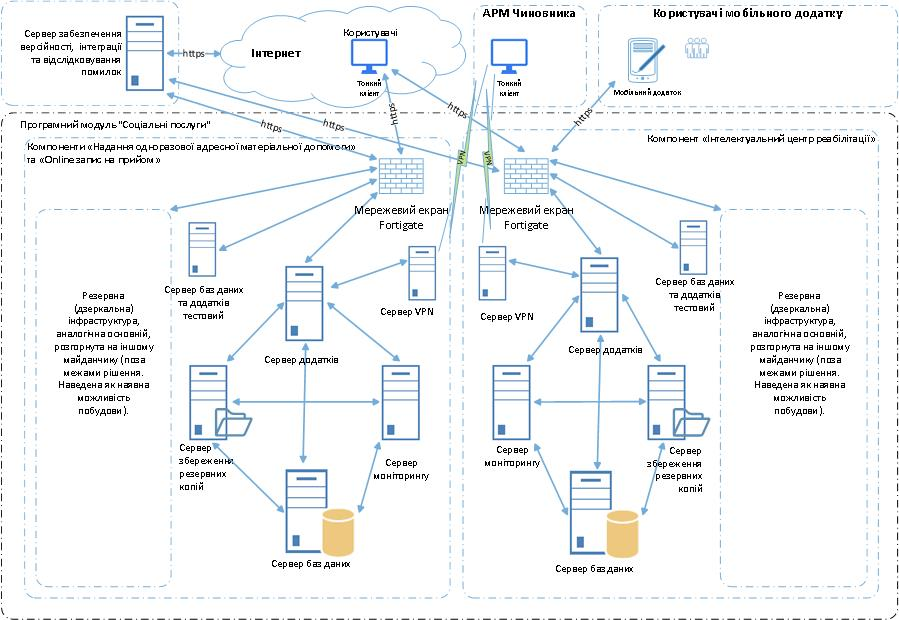 Сервер забезпечення
версійності, інтеграції
та відслідковування
помилок
https
Інтернет
Користувачі
Тонкий
клієнт
АРМ Чиновника
Тонкий
клієнт
Користувачі мобільного додатку
Мобільний додаток
https
https
https
https
https
VPN
VPN
Програмний модуль "Соціальні послуги"
Компоненти «Надання одноразової адресної матеріальної допомоги»
та «Online запис на прийом»
Компонент «Інтелектуальний центр реабілітації»
Мережевий екран
Fortigate
Мережевий екран
Fortigate
Резервна
(дзеркальна)
інфраструктура,
аналогічна основній,
розгорнута на іншому
майданчику (поза
межами рішення.
Наведена як наявна
можливість
побудови).
Сервер баз даних
та додатків
тестовий
Сервер додатків
Сервер VPN
Сервер
збереження
резервних
копій
Сервер
моніторингу
Сервер баз даних
Сервер VPN
Сервер додатків
Сервер баз даних
та додатків
тестовий
Сервер
моніторингу
Сервер
збереження
резервних
копій
Сервер баз даних
Резервна
(дзеркальна)
інфраструктура,
аналогічна основній,
розгорнута на іншому
майданчику (поза
межами рішення.
Наведена як наявна
можливість
побудови).